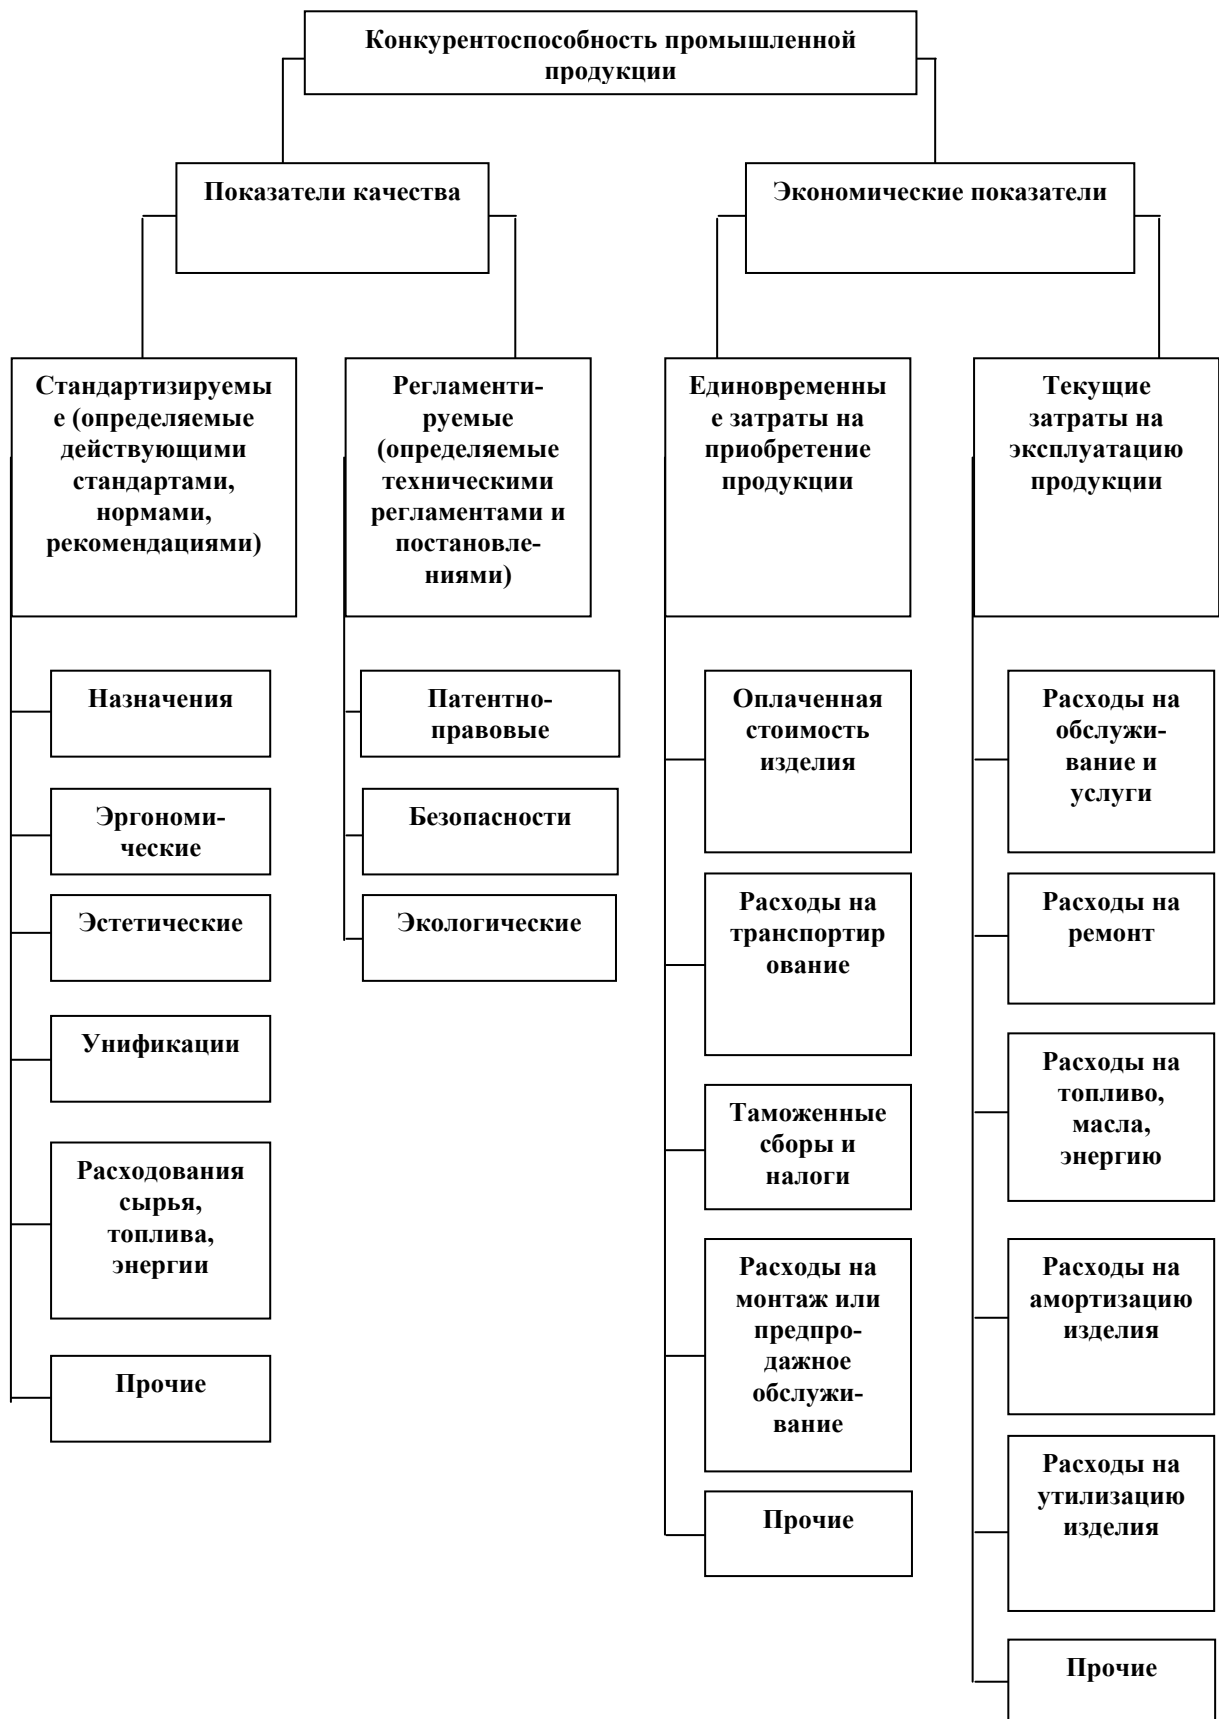 Конкурентоспособность промышленной
продукции
Показатели качества
Экономические показатели
Стандартизируемы
е (определяемые
действующими
стандартами,
нормами,
рекомендациями)
Регламенти-
руемые
(определяемые
техническими
регламентами и
постановле-
ниями)
Единовременны
е затраты на
приобретение
продукции
Текущие
затраты на
эксплуатацию
продукции
Назначения
Эргономи-
ческие
Эстетические
Унификации
Расходования
сырья,
топлива,
энергии
Прочие
Патентно-
правовые
Безопасности
Экологические
Оплаченная
стоимость
изделия
Расходы на
транспортир
ование
Таможенные
сборы и
налоги
Расходы на
монтаж или
предпро-
дажное
обслужи-
вание
Прочие
Расходы на
обслужи-
вание и
услуги
Расходы на
ремонт
Расходы на
топливо,
масла,
энергию
Расходы на
амортизацию
изделия
Расходы на
утилизацию
изделия
Прочие